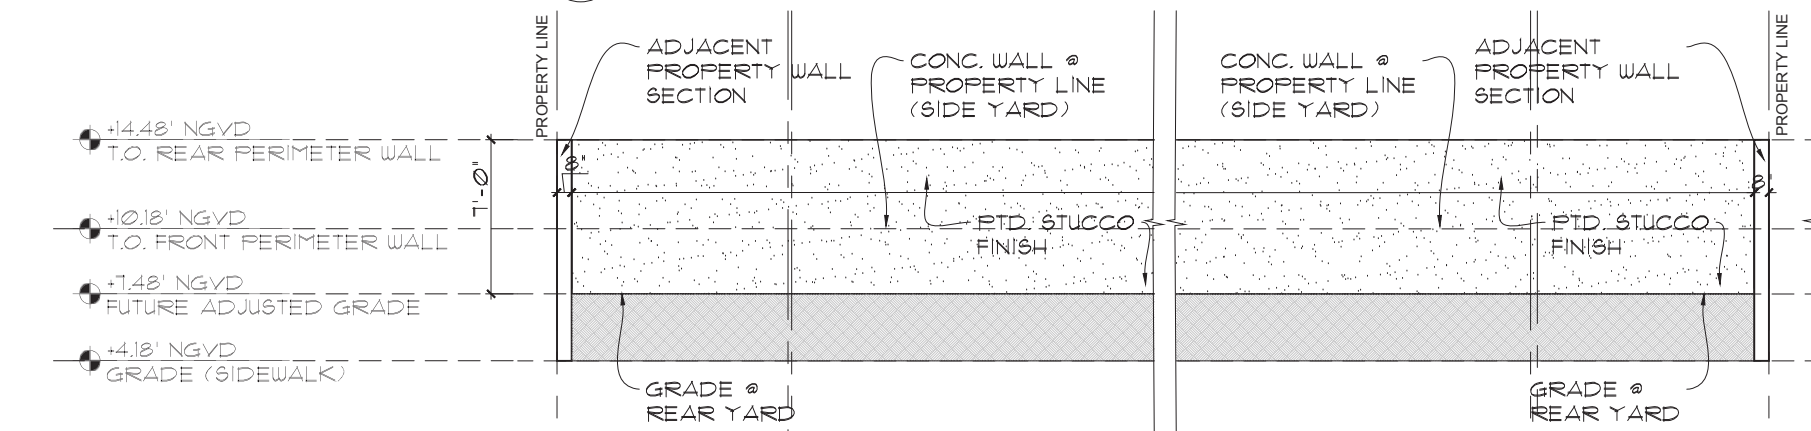 PROPERTY LINE
ADJACENT
PROPERTY WALL
SECTION
CONC. WALL @
PROPERTY LINE
(SIDE YARD)
CONC. WALL @
PROPERTY LINE
(SIDE YARD)
ADJACENT
PROPERTY WALL
SECTION
PROPERTY LINE
+14.48' NGVD
T.O. REAR PERIMETER WALL
7'-0"
8"
8"
+10.18' NGVD
T.O. FRONT PERIMETER WALL
PTD. STUCCO
FINISH
PTD. STUCCO
FINISH
+7.48' NGVD
FUTURE ADJUSTED GRADE
+4.18' NGVD
GRADE (SIDEWALK)
GRADE @
REAR YARD
GRADE @
REAR YARD